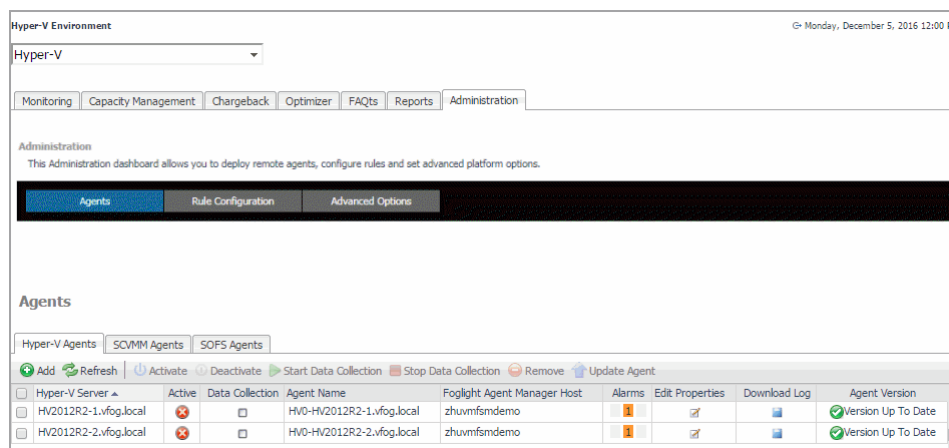 Hyper-V Environment
Monday, December 5, 2016 12:00
Hyper-V
Monitoring Capacity Management Chargeback Optimizer FAQts Reports Administration
Administration
This Administration dashboard allows you to deploy remote agents, configure rules and set advanced platform options.
Agents Rule Configuration Advanced Options
Agents
Hyper-V Agents SCVMM Agents SOFS Agents
Add Refresh Activate Deactivate Start Data Collection Stop Data Collection Remove Update Agent
Hyper-V Server Active Data Collection Agent Name Foglight Agent Manager Host Alarms Edit Properties Download Log Agent Version
HV2012R2-1.vfog.local HV0-HV2012R2-1.vfog.local zhuvmfsmdemo 1 Version Up To Date
HV2012R2-2.vfog.local HV0-HV2012R2-2.vfog.local zhuvmfsmdemo 1 Version Up To Date